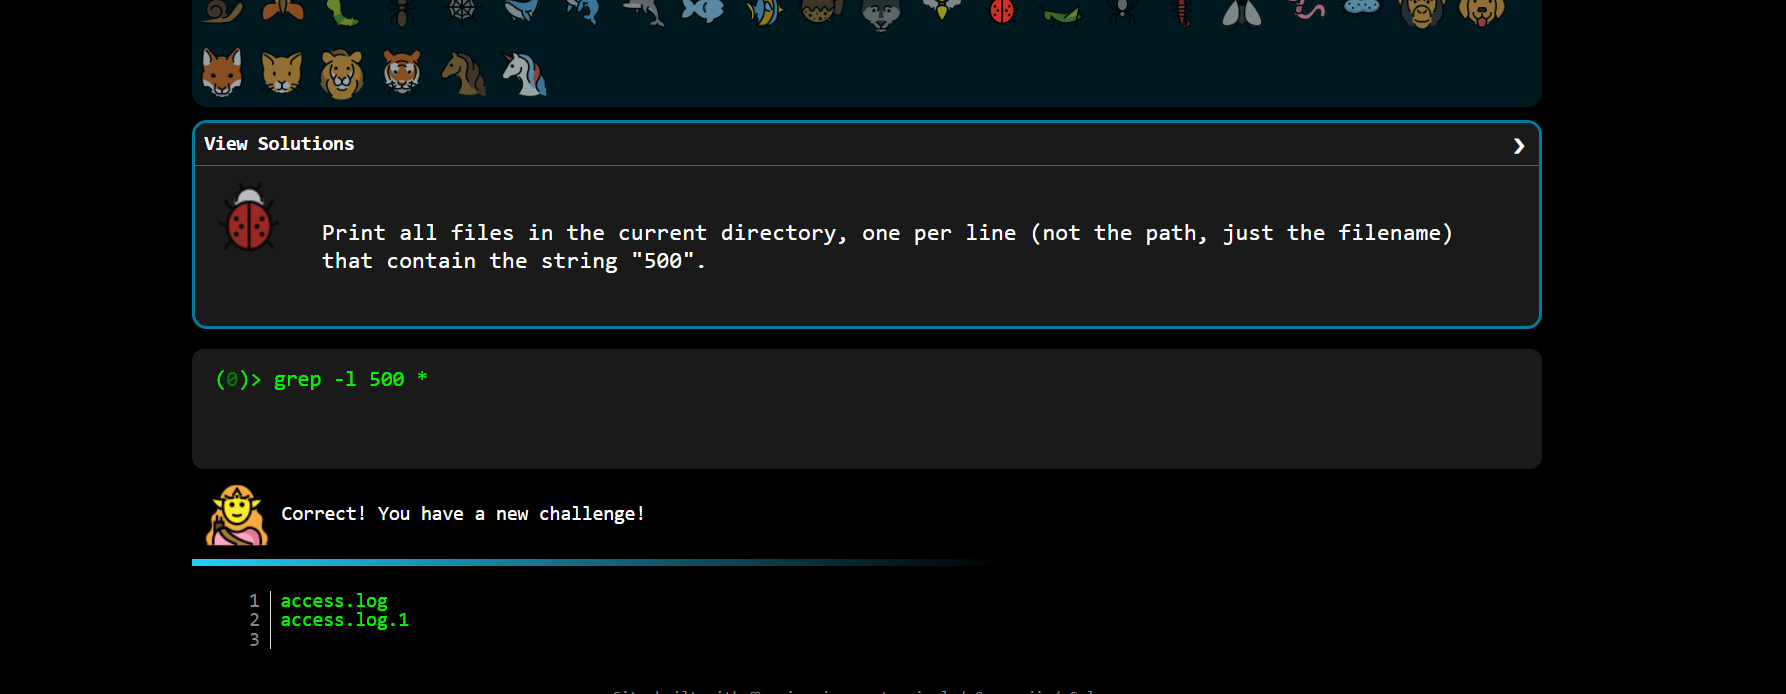 View Solutions
Print all files in the current directory, one per line (not the path, just the filename)
that contain the string "500".
(0)> grep -l 500 *
Correct! You have a new challenge!
1 access.log
2 access.log.1
3